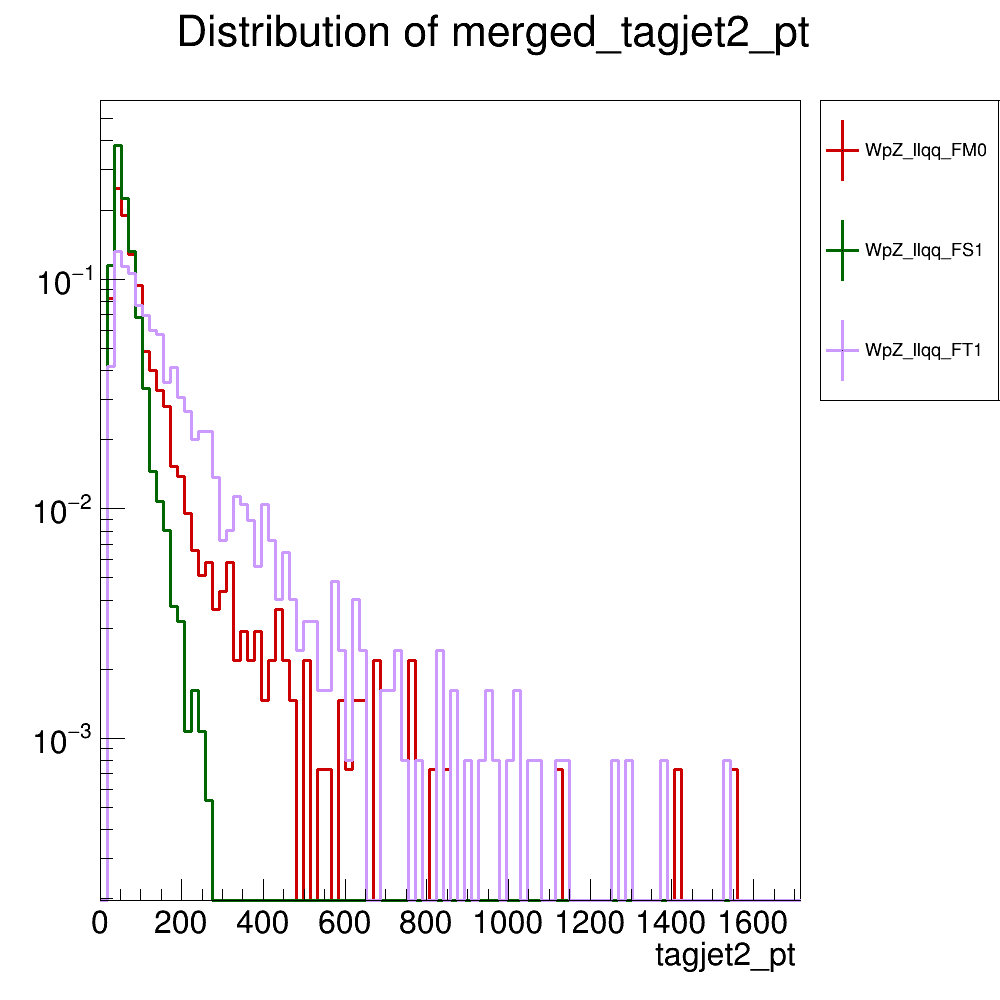 Distribution of merged_tagjet2_pt
WpZ_llqq_FM0
WpZ_llqq_FS1
WpZ_llqq_FT1
10⁻¹
10⁻²
10⁻³
0 200 400 600 800 1000 1200 1400 1600
tagjet2_pt